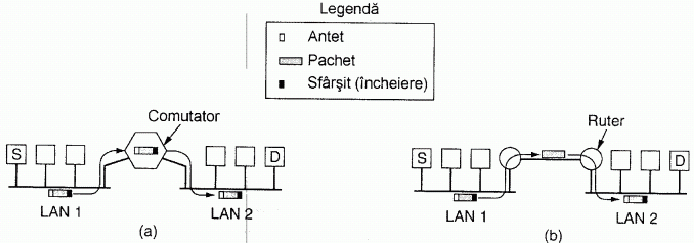 Legendă
Antet
Pachet
Sfârşit (încheiere)
Comutator
S
D
LAN 1
LAN 2
(a)
Ruter
S
D
LAN 1
LAN 2
(b)